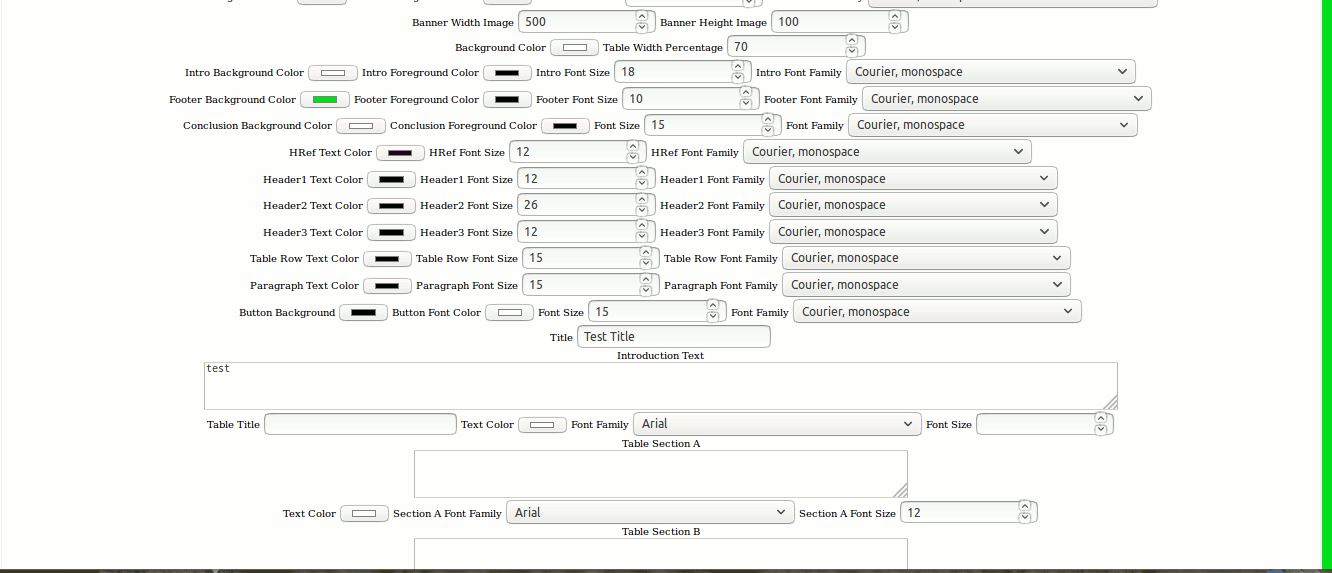 Banner Width Image 500 Banner Height Image 100
Background Color Table Width Percentage 70
Intro Background Color Intro Foreground Color Intro Font Size 18 Intro Font Family Courier, monospace
Footer Background Color Footer Foreground Color Footer Font Size 10 Footer Font Family Courier, monospace
Conclusion Background Color Conclusion Foreground Color Font Size 15 Font Family Courier, monospace
HRef Text Color HRef Font Size 12 HRef Font Family Courier, monospace
Header1 Text Color Header1 Font Size 12 Header1 Font Family Courier, monospace
Header2 Text Color Header2 Font Size 26 Header2 Font Family Courier, monospace
Header3 Text Color Header3 Font Size 12 Header3 Font Family Courier, monospace
Table Row Text Color Table Row Font Size 15 Table Row Font Family Courier, monospace
Paragraph Text Color Paragraph Font Size 15 Paragraph Font Family Courier, monospace
Button Background Button Font Color Font Size 15 Font Family Courier, monospace
Title Test Title
Introduction Text
test
Table Title Text Color Font Family Arial Font Size
Table Section A
Text Color Section A Font Family Arial Section A Font Size 12
Table Section B